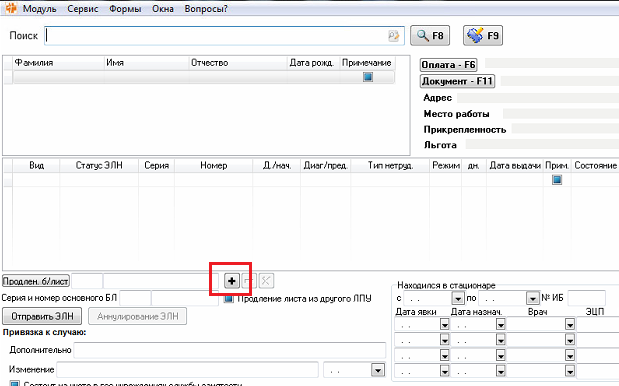 Модуль Сервис Формы Окна Вопросы?
Поиск F8 F9
Фамилия Имя Отчество Дата рожд. Примечание
Оплата - F6
Документ - F11
Адрес
Место работы
Прикрепленность
Льгота
Вид Статус ЭЛН Серия Номер Д./нач. Диаг/пред. Тип нетруд. Режим дн. Дата выдачи Прим. Состояние
Продлен. б/лист
Серия и номер основного БЛ Продление листа из другого ЛПУ
Отправить ЭЛН Аннулирование ЭЛН
Привязка к случаю:
Дополнительно
Изменение . .
Находился в стационаре
с . . по . . № ИБ
Дата явки Дата назнач. Врач ЭЦП
. . . .
. . . .
. . . .
. . . .
Состоит на учете в гос.учреждении службы занятости